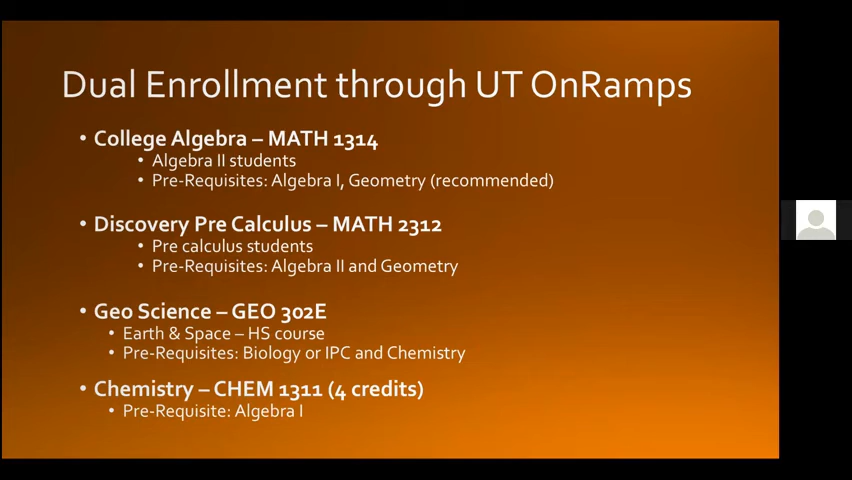 Dual Enrollment through UT OnRamps
• College Algebra – MATH 1314
• Algebra II students
• Pre-Requisites: Algebra I, Geometry (recommended)
• Discovery Pre Calculus – MATH 2312
• Pre calculus students
• Pre-Requisites: Algebra II and Geometry
• Geo Science – GEO 302E
• Earth & Space – HS course
• Pre-Requisites: Biology or IPC and Chemistry
• Chemistry – CHEM 1311 (4 credits)
• Pre-Requisite: Algebra I